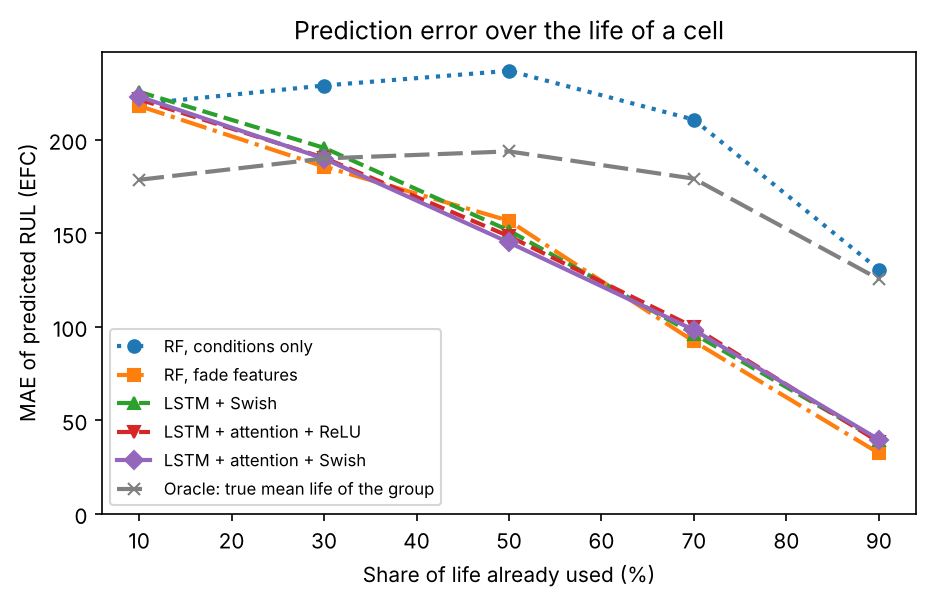 Prediction error over the life of a cell
MAE of predicted RUL (EFC)
200
150
100
50
0
RF, conditions only
RF, fade features
LSTM + Swish
LSTM + attention + ReLU
LSTM + attention + Swish
Oracle: true mean life of the group
10 20 30 40 50 60 70 80 90
Share of life already used (%)